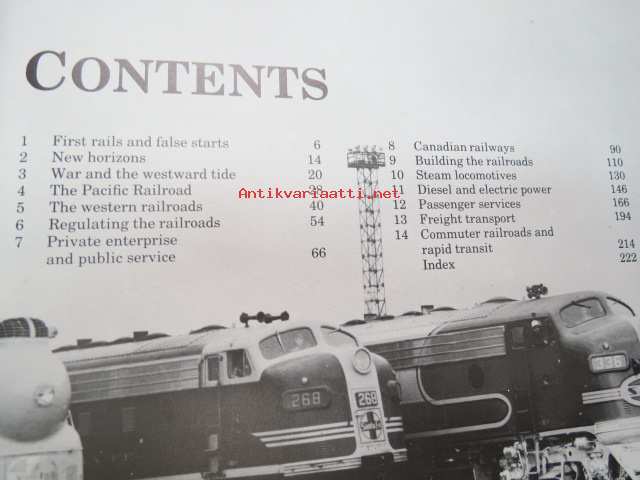 CONTENTS
1 First rails and false starts 6
2 New horizons 14
3 War and the westward tide 20
4 The Pacific Railroad 28
5 The western railroads 40
6 Regulating the railroads 54
7 Private enterprise
and public service 66
8 Canadian railways 90
9 Building the railroads 110
10 Steam locomotives 130
11 Diesel and electric power 146
12 Passenger services 166
13 Freight transport 194
14 Commuter railroads and
rapid transit 214
Index 222
Antikvariaatti.net
268
268
Santa Fe